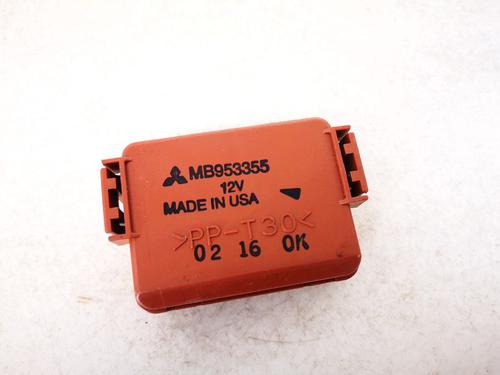 MB953355
12V
MADE IN USA
>PP-T30<
02 16 OK